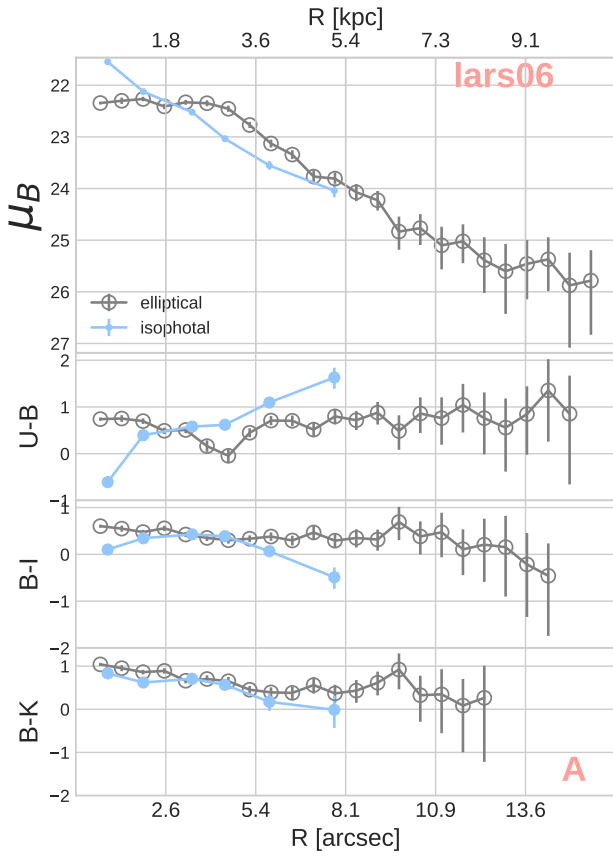 R [kpc]
1.8 3.6 5.4 7.3 9.1
lars06
22
23
24
25
26
27
μB
elliptical
isophotal
2
1
0
−1
U-B
1
0
−1
−2
B-I
1
0
−1
−2
B-K
A
2.6 5.4 8.1 10.9 13.6
R [arcsec]